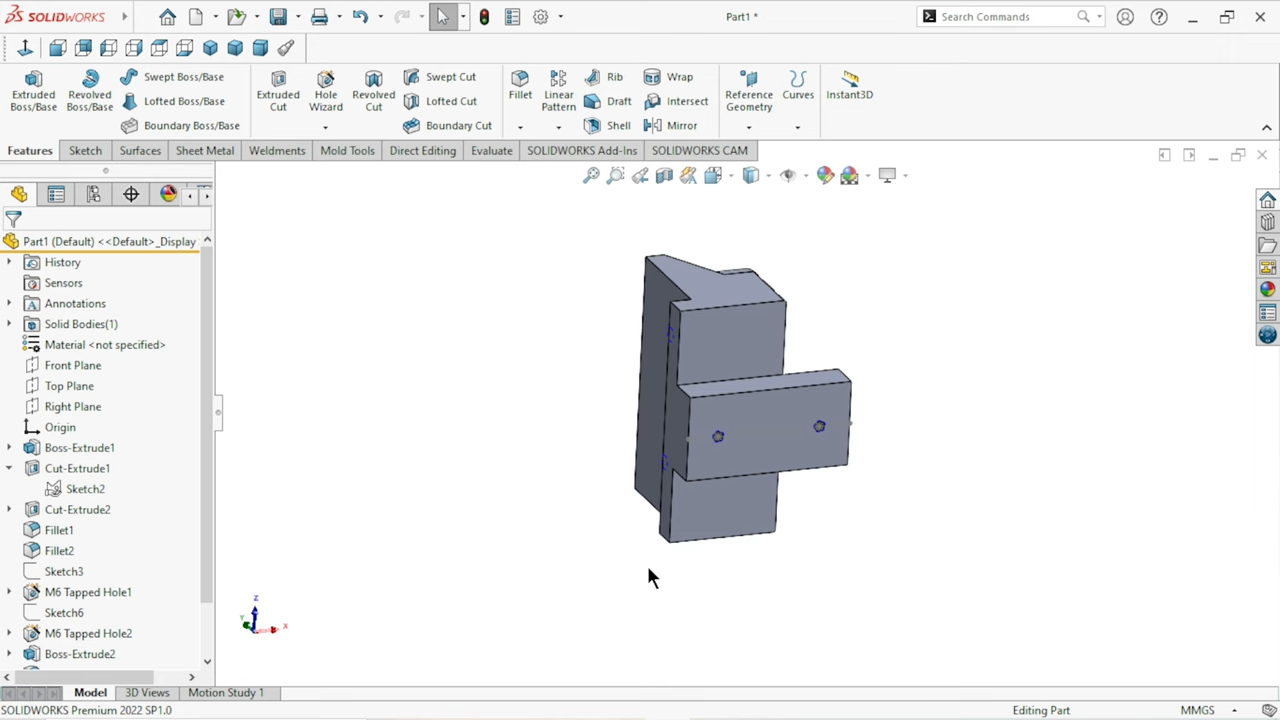 SOLIDWORKS
Part1 *
Search Commands
Extruded Boss/Base
Revolved Boss/Base
Swept Boss/Base
Lofted Boss/Base
Boundary Boss/Base
Extruded Cut
Hole Wizard
Revolved Cut
Swept Cut
Lofted Cut
Boundary Cut
Fillet
Linear Pattern
Rib
Draft
Shell
Wrap
Intersect
Mirror
Reference Geometry
Curves
Instant3D
Features
Sketch
Surfaces
Sheet Metal
Weldments
Mold Tools
Direct Editing
Evaluate
SOLIDWORKS Add-Ins
SOLIDWORKS CAM
Part1 (Default) <<Default>_Display
History
Sensors
Annotations
Solid Bodies(1)
Material <not specified>
Front Plane
Top Plane
Right Plane
Origin
Boss-Extrude1
Cut-Extrude1
Sketch2
Cut-Extrude2
Fillet1
Fillet2
Sketch3
M6 Tapped Hole1
Sketch6
M6 Tapped Hole2
Boss-Extrude2
Z
Y
X
Model
3D Views
Motion Study 1
SOLIDWORKS Premium 2022 SP1.0
Editing Part
MMGS